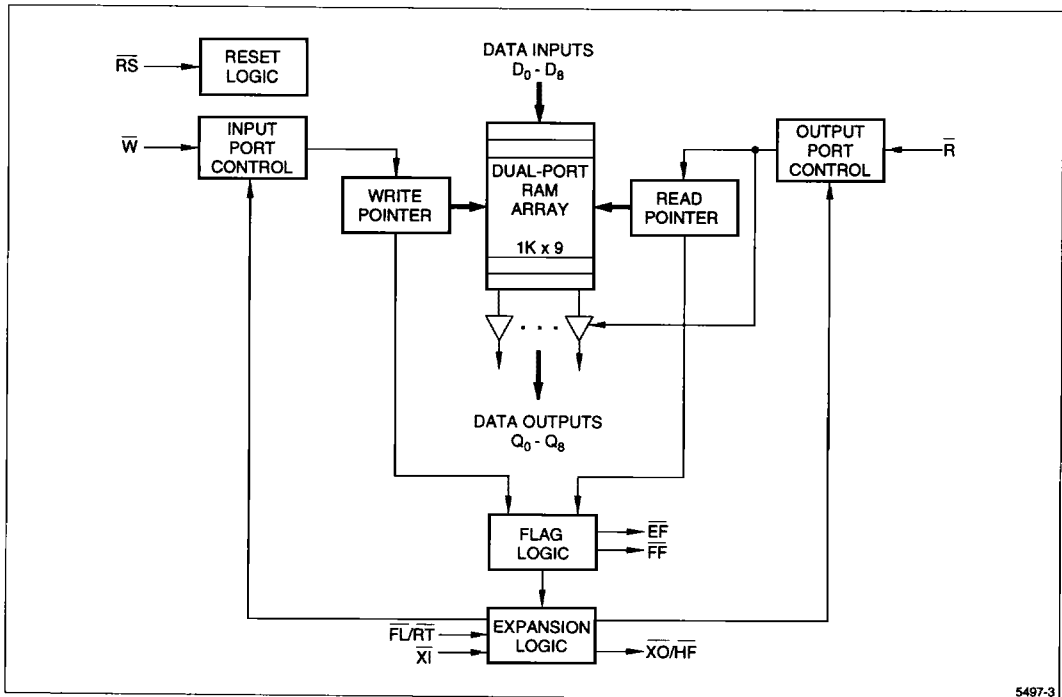 RS
RESET
LOGIC
DATA INPUTS
D0 - D8
W
INPUT
PORT
CONTROL
OUTPUT
PORT
CONTROL
R
WRITE
POINTER
DUAL-PORT
RAM
ARRAY
1K x 9
READ
POINTER
. . .
DATA OUTPUTS
Q0 - Q8
FLAG
LOGIC
EF
FF
EXPANSION
LOGIC
FL/RT
XI
XO/HF
5497-3